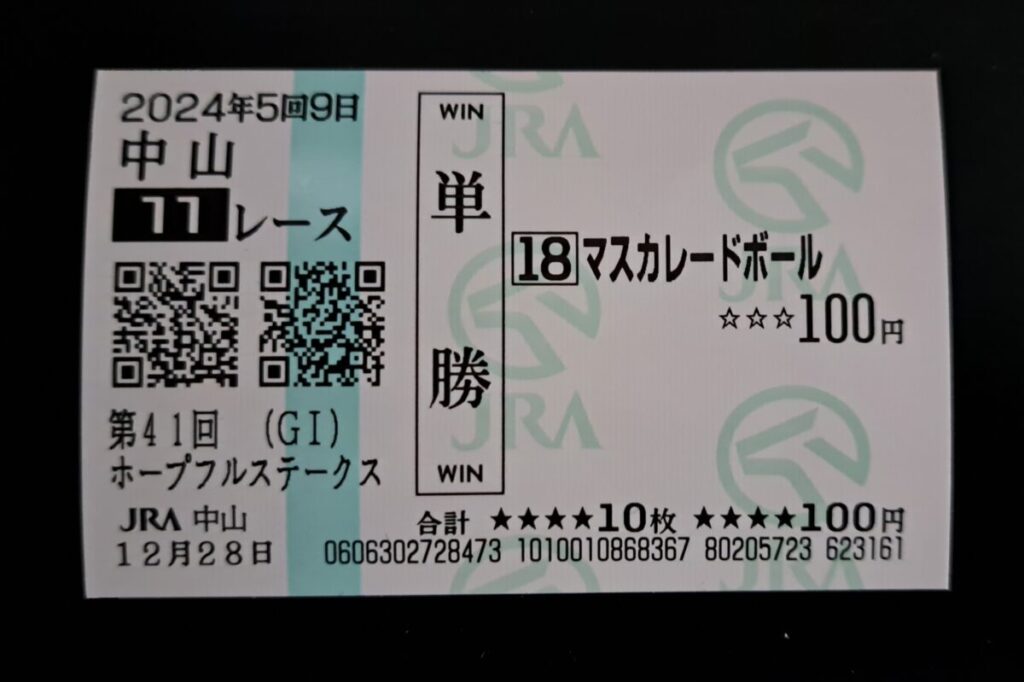 2024年5回9日
中山
11レース
第41回 (GI)
ホープフルステークス
JRA 中山
12月28日
WIN
単勝
WIN
18マスカレードボール
☆☆☆100円
合計 ★★★★10枚 ★★★★100円
0606302728473 1010010868367 80205723 623161
JRA
JRA
JRA
JRA